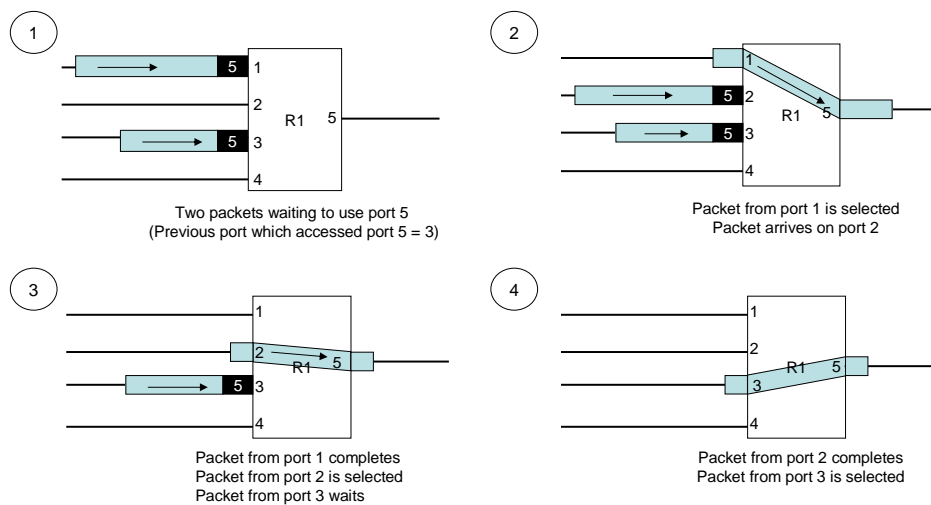 1
5
1
2
R1
5
5
3
4
Two packets waiting to use port 5
(Previous port which accessed port 5 = 3)
2
1
5
2
R1
5
5
3
4
Packet from port 1 is selected
Packet arrives on port 2
3
1
2
5
R1
5
3
4
Packet from port 1 completes
Packet from port 2 is selected
Packet from port 3 waits
4
1
2
R1
5
3
4
Packet from port 2 completes
Packet from port 3 is selected